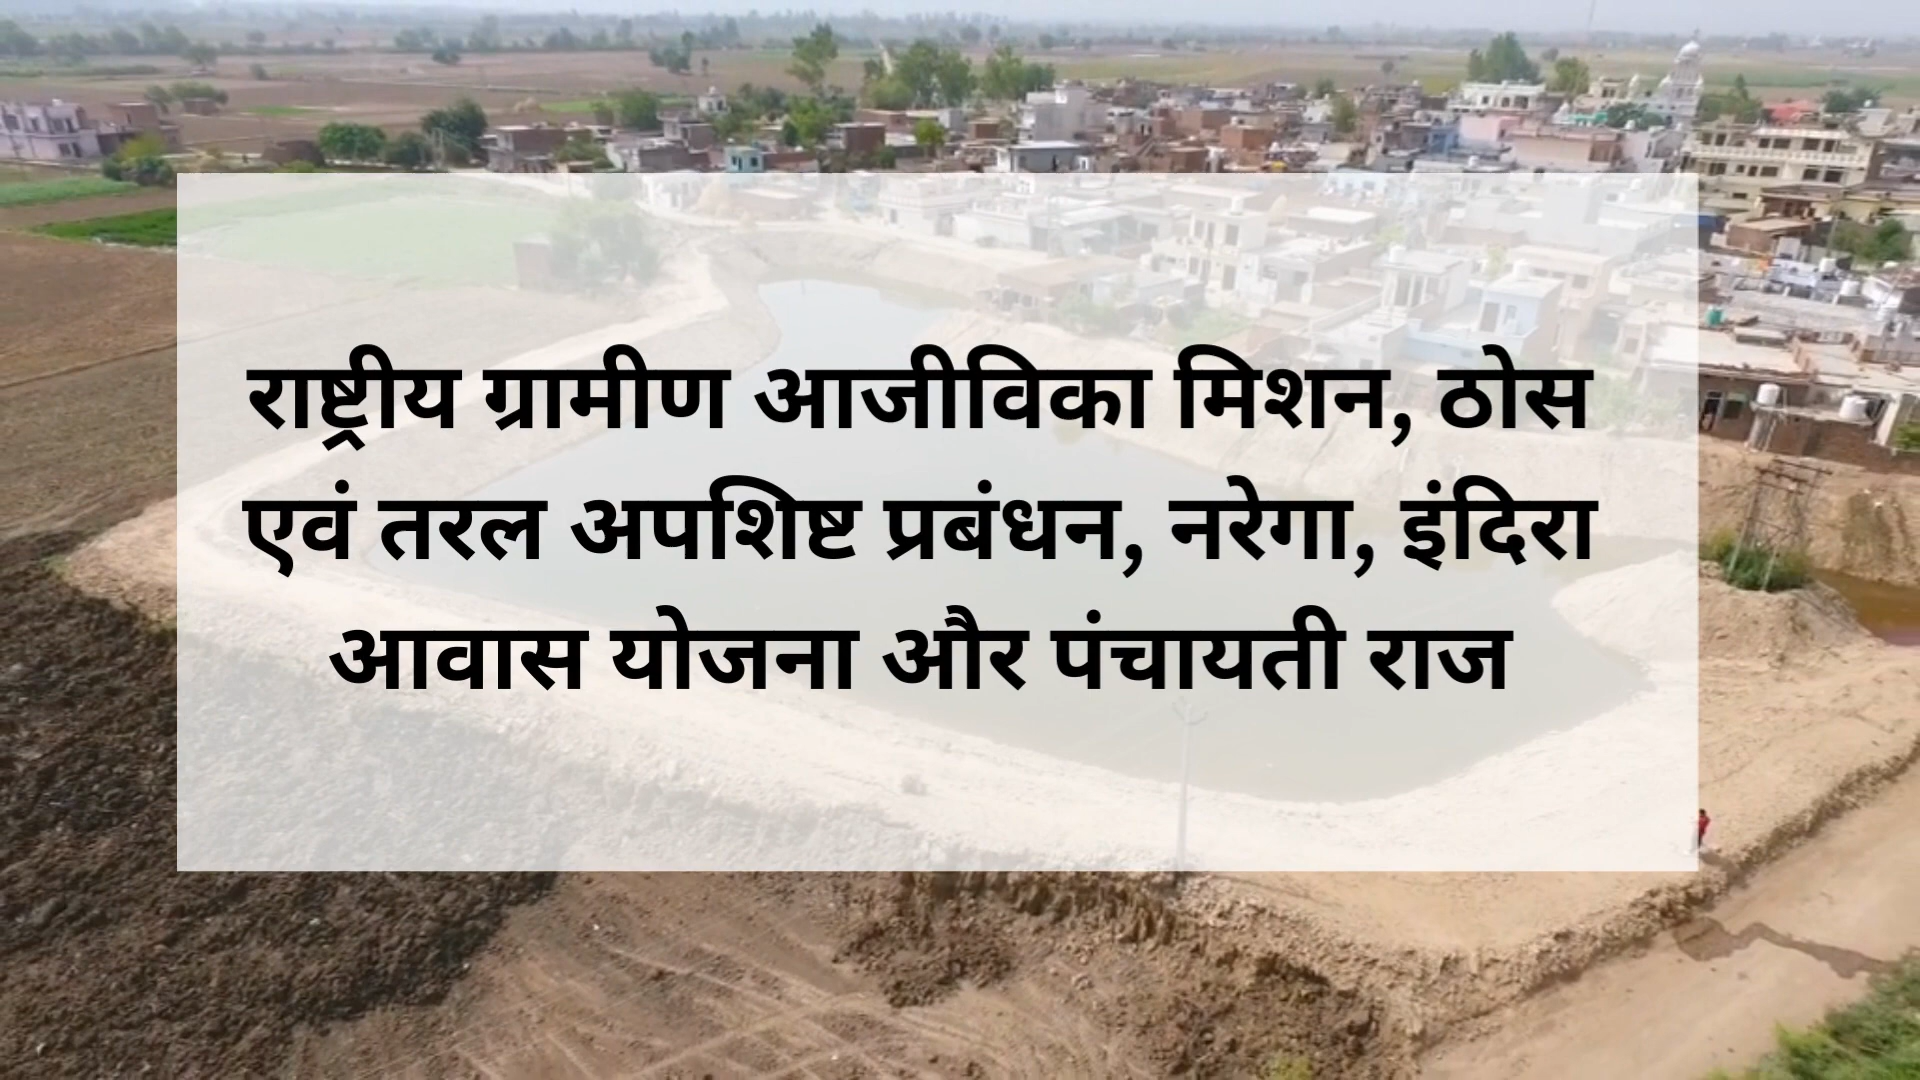 राष्ट्रीय ग्रामीण आजीविका मिशन, ठोस
एवं तरल अपशिष्ट प्रबंधन, नरेगा, इंदिरा
आवास योजना और पंचायती राज